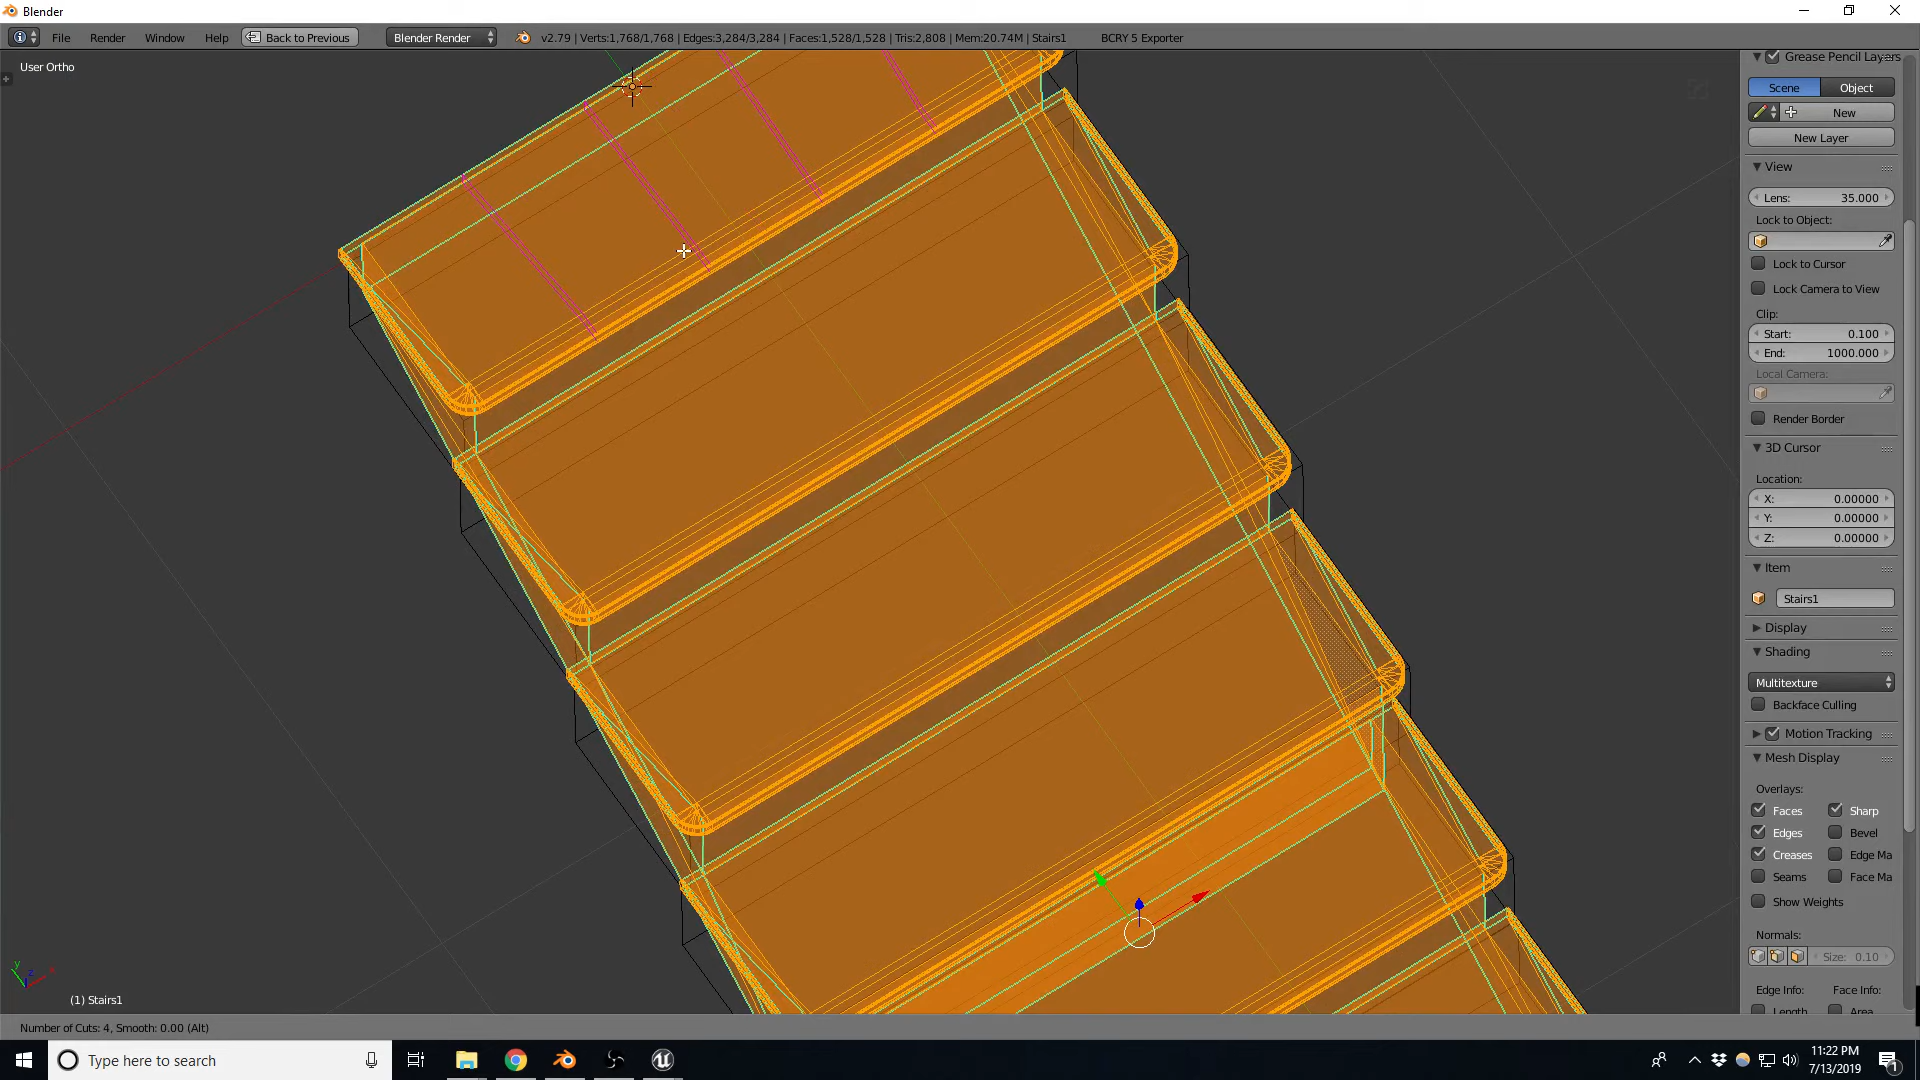 Blender
File Render Window Help Back to Previous Blender Render v2.79 | Verts:1,768/1,768 | Edges:3,284/3,284 | Faces:1,528/1,528 | Tris:2,808 | Mem:20.74M | Stairs1 BCRY 5 Exporter
User Ortho
Grease Pencil Layers
Scene Object
New
New Layer
View
Lens: 35.000
Lock to Object:
Lock to Cursor
Lock Camera to View
Clip:
Start: 0.100
End: 1000.000
Local Camera:
Render Border
3D Cursor
Location:
X: 0.00000
Y: 0.00000
Z: 0.00000
Item
Stairs1
Display
Shading
Multitexture
Backface Culling
Motion Tracking
Mesh Display
Overlays:
Faces Sharp
Edges Bevel
Creases Edge Ma
Seams Face Ma
Show Weights
Normals:
Size: 0.10
Edge Info: Face Info:
Length Area
y z x
(1) Stairs1
Number of Cuts: 4, Smooth: 0.00 (Alt)
Type here to search
11:22 PM
7/13/2019
1